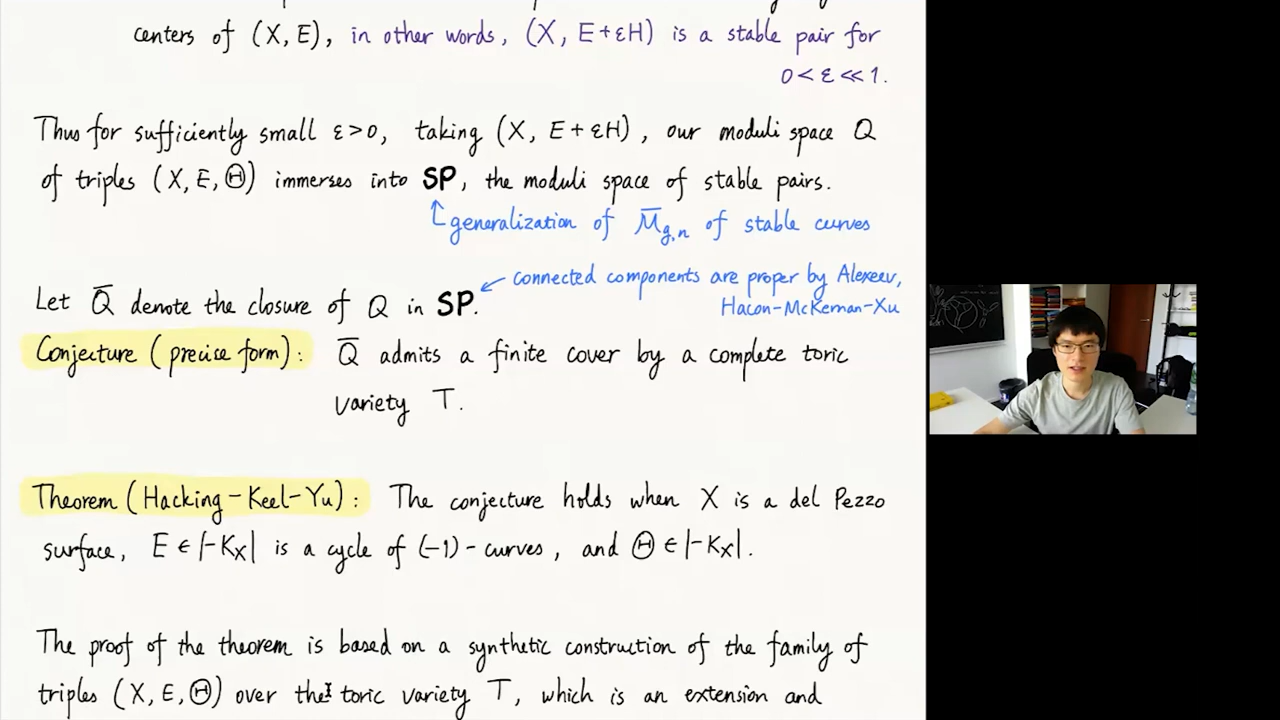 centers of (X, E), in other words, (X, E+εH) is a stable pair for
0 < ε ≪ 1.
Thus for sufficiently small ε>0, taking (X, E+εH), our moduli space Q
of triples (X, E, Θ) immerses into SP, the moduli space of stable pairs.
generalization of M̄g,n of stable curves
connected components are proper by Alexeev,
Hacon-McKernan-Xu
Let Q̄ denote the closure of Q in SP.
Conjecture (precise form): Q̄ admits a finite cover by a complete toric
variety T.
Theorem (Hacking-Keel-Yu): The conjecture holds when X is a del Pezzo
surface, E ∈ |-K_X| is a cycle of (-1)-curves, and Θ ∈ |-K_X|.
The proof of the theorem is based on a synthetic construction of the family of
triples (X, E, Θ) over the toric variety T, which is an extension and